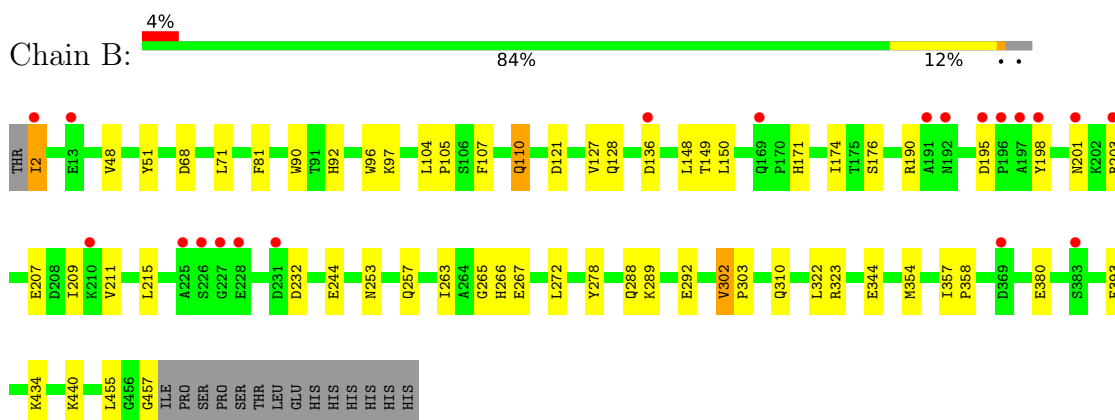 4%
Chain B:
84% 12% • •
THR I2 E13 V48 Y51 D68 L71 F81 W90 T91 H92 W96 K97 L104 P105 S106 F107 Q110 D121 V127 Q128 D136 L148 T149 L150 Q169 P170 H171 I174 T175 S176 R190 A191 N192 D195 P196 A197 Y198 N201 K202
E207 D208 I209 K210 V211 L215 A225 S226 G227 E228 D231 D232 E244 N253 Q257 I263 A264 G265 H266 E267 L272 Y278 Q288 K289 E292 V302 P303 Q310 L322 R323 E344 M354 I357 P358 D369 E380 S383
K434 K440 L455 G456 G457 ILE PRO SER PRO SER THR LEU GLU HIS HIS HIS HIS HIS HIS